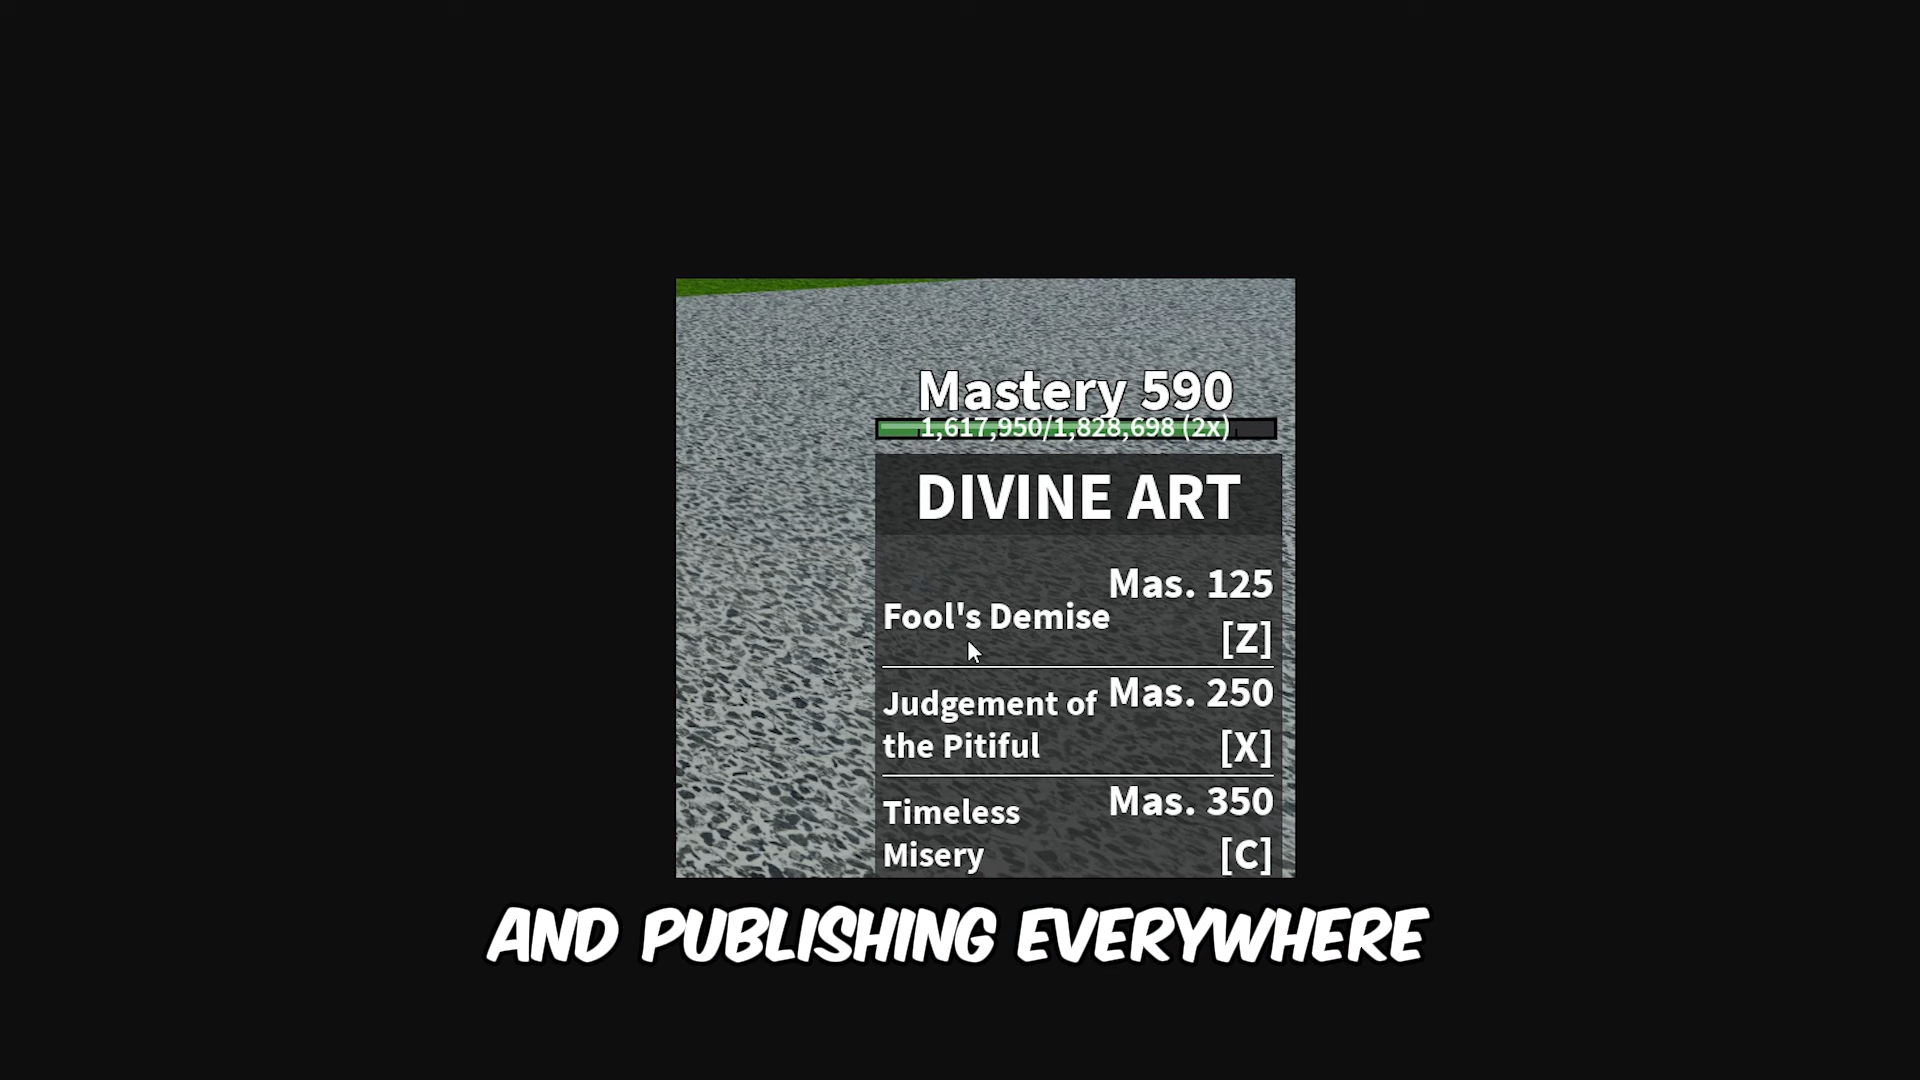 Mastery 590
1,617,950/1,828,698 (2x)
DIVINE ART
Mas. 125
Fool's Demise
[Z]
Judgement of Mas. 250
the Pitiful [X]
Timeless Mas. 350
Misery [C]
AND PUBLISHING EVERYWHERE